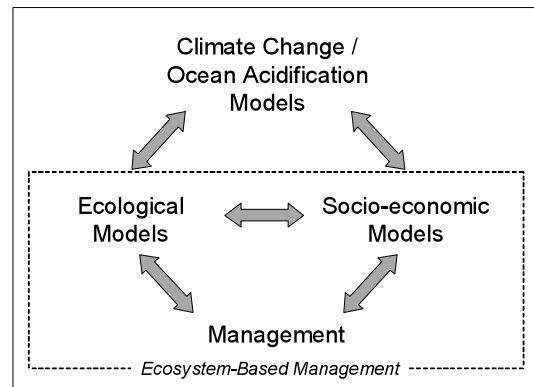 Climate Change /
Ocean Acidification
Models
Ecological
Models
Socio-economic
Models
Management
Ecosystem-Based Management